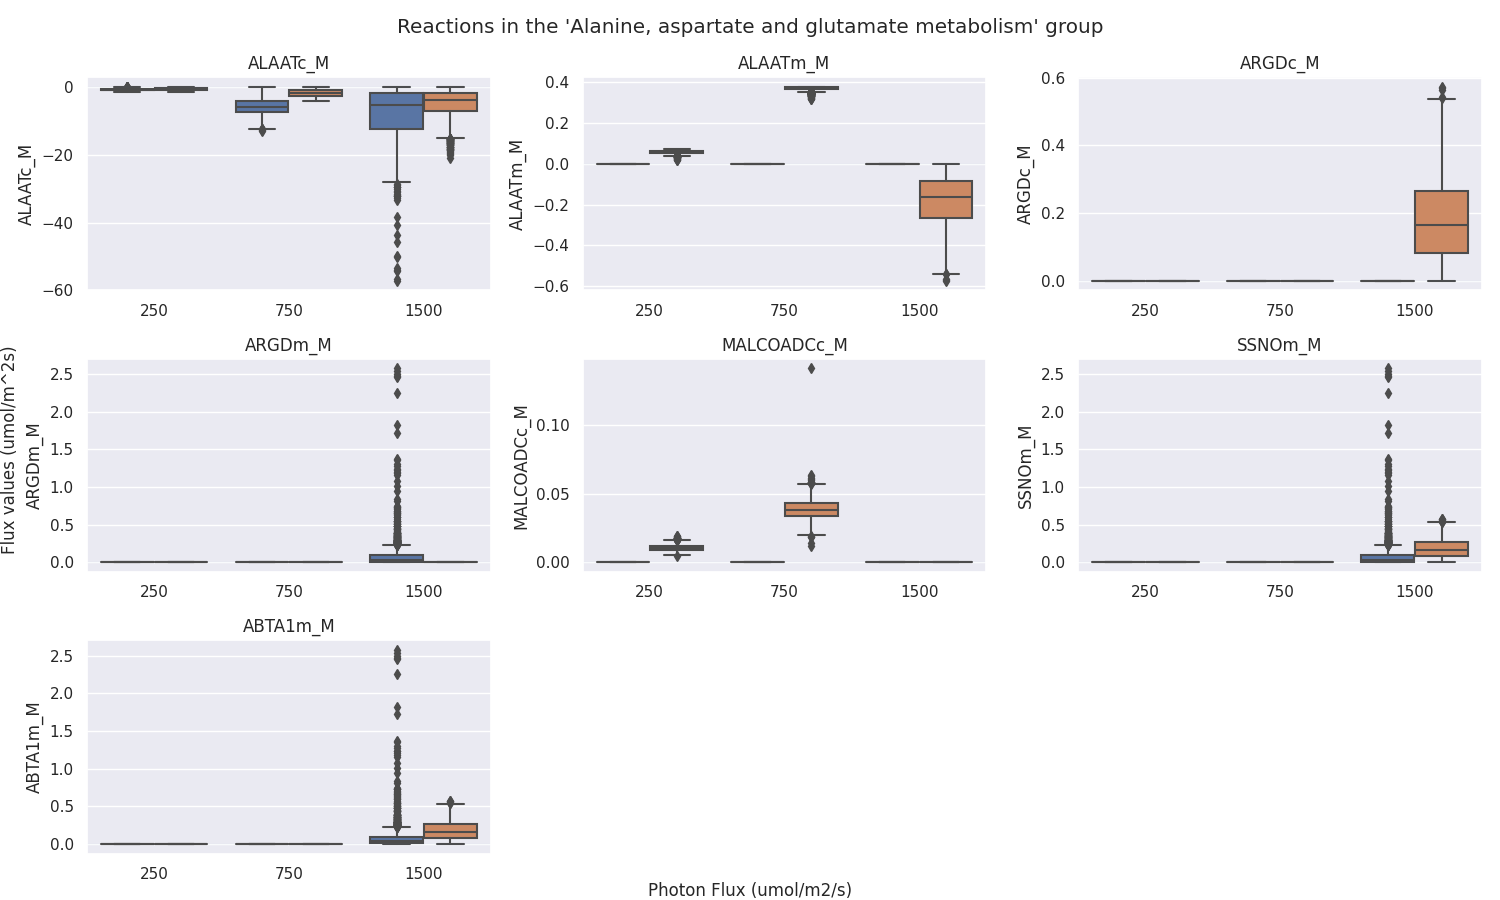 Reactions in the 'Alanine, aspartate and glutamate metabolism' group
ALAATc_M
ALAATc_M
0
−20
−40
−60
250 750 1500
ALAATm_M
ALAATm_M
0.4
0.2
0.0
−0.2
−0.4
−0.6
250 750 1500
ARGDc_M
ARGDc_M
0.6
0.4
0.2
0.0
250 750 1500
Flux values (umol/m^2s)
ARGDm_M
ARGDm_M
2.5
2.0
1.5
1.0
0.5
0.0
250 750 1500
MALCOADCc_M
MALCOADCc_M
0.10
0.05
0.00
250 750 1500
SSNOm_M
SSNOm_M
2.5
2.0
1.5
1.0
0.5
0.0
250 750 1500
ABTA1m_M
ABTA1m_M
2.5
2.0
1.5
1.0
0.5
0.0
250 750 1500
Photon Flux (umol/m2/s)